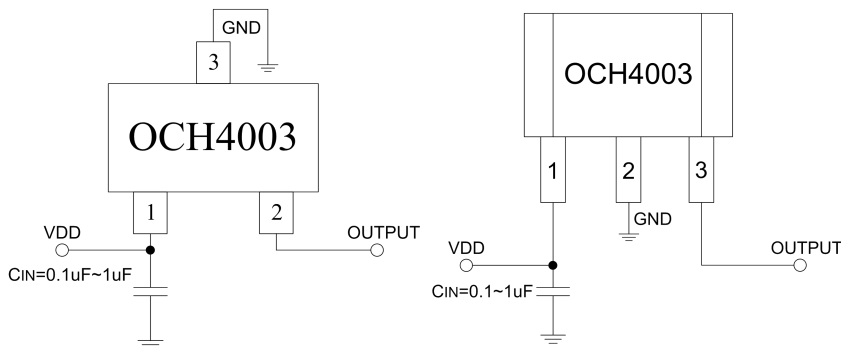 GND
3
OCH4003
1
2
VDD
OUTPUT
CIN=0.1uF~1uF
OCH4003
1
2
3
GND
VDD
OUTPUT
CIN=0.1~1uF